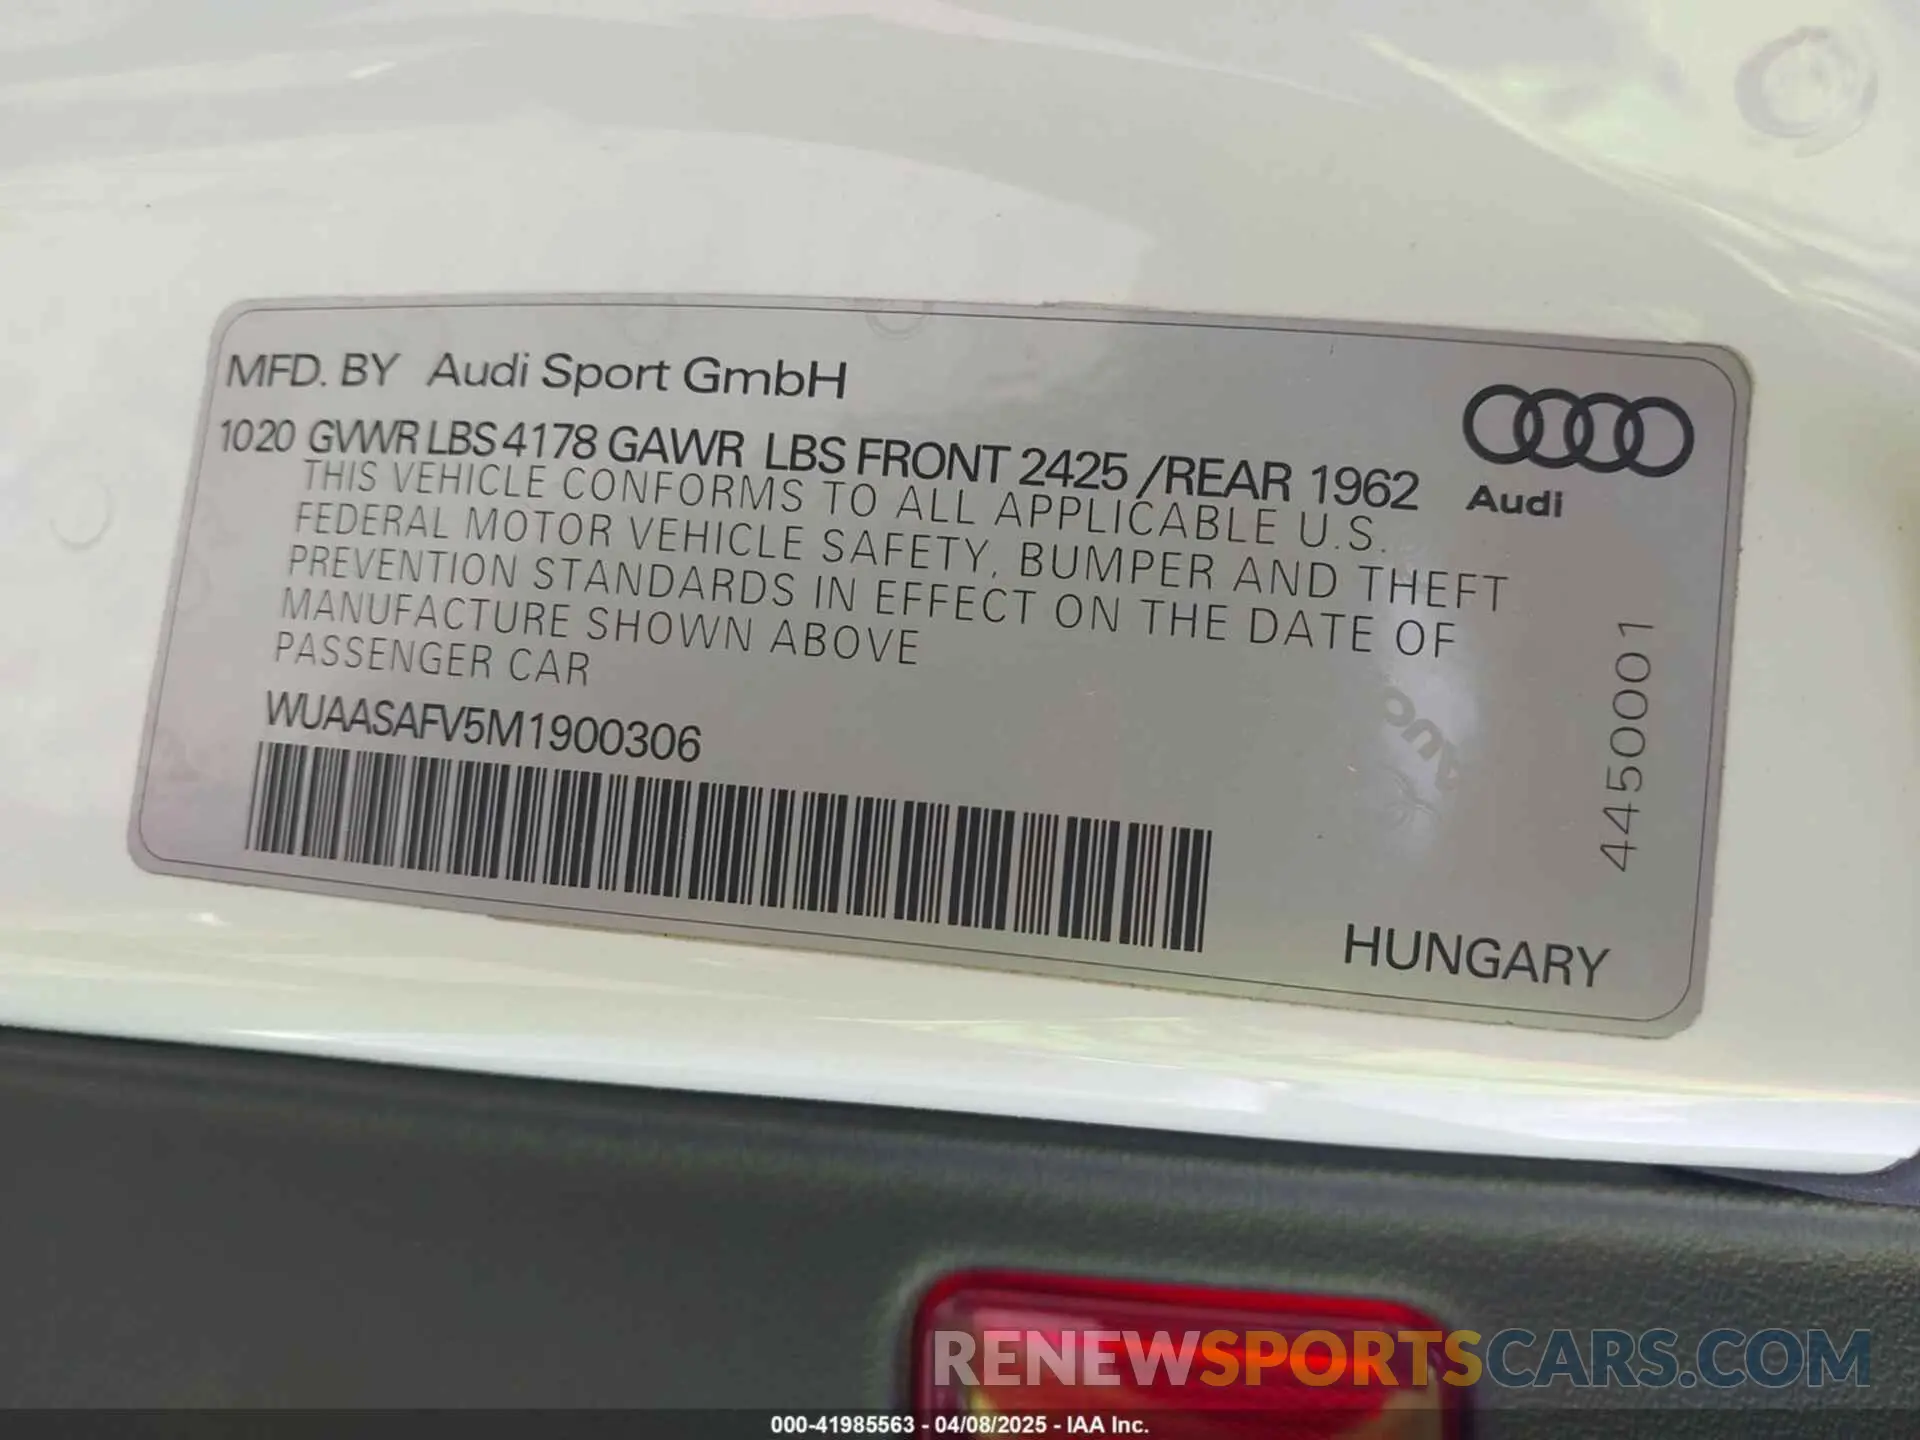 MFD. BY Audi Sport GmbH
1020 GVWR LBS 4178 GAWR LBS FRONT 2425 /REAR 1962
Audi
THIS VEHICLE CONFORMS TO ALL APPLICABLE U.S.
FEDERAL MOTOR VEHICLE SAFETY, BUMPER AND THEFT
PREVENTION STANDARDS IN EFFECT ON THE DATE OF
MANUFACTURE SHOWN ABOVE
PASSENGER CAR
WUAASAFV5M1900306
4450001
HUNGARY
RENEWSPORTSCARS.COM
000-41985563 - 04/08/2025 - IAA Inc.